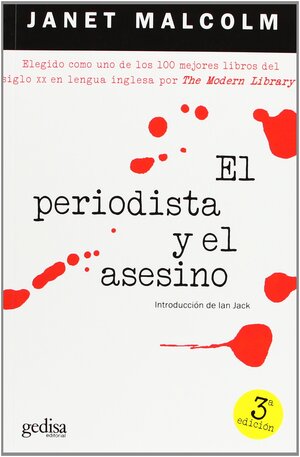 JANET MALCOLM
Elegido como uno de los 100 mejores libros del
siglo XX en lengua inglesa por The Modern Library
El
periodista
y el
asesino
Introducción de Ian Jack
3ª
edición
gedisa
editorial